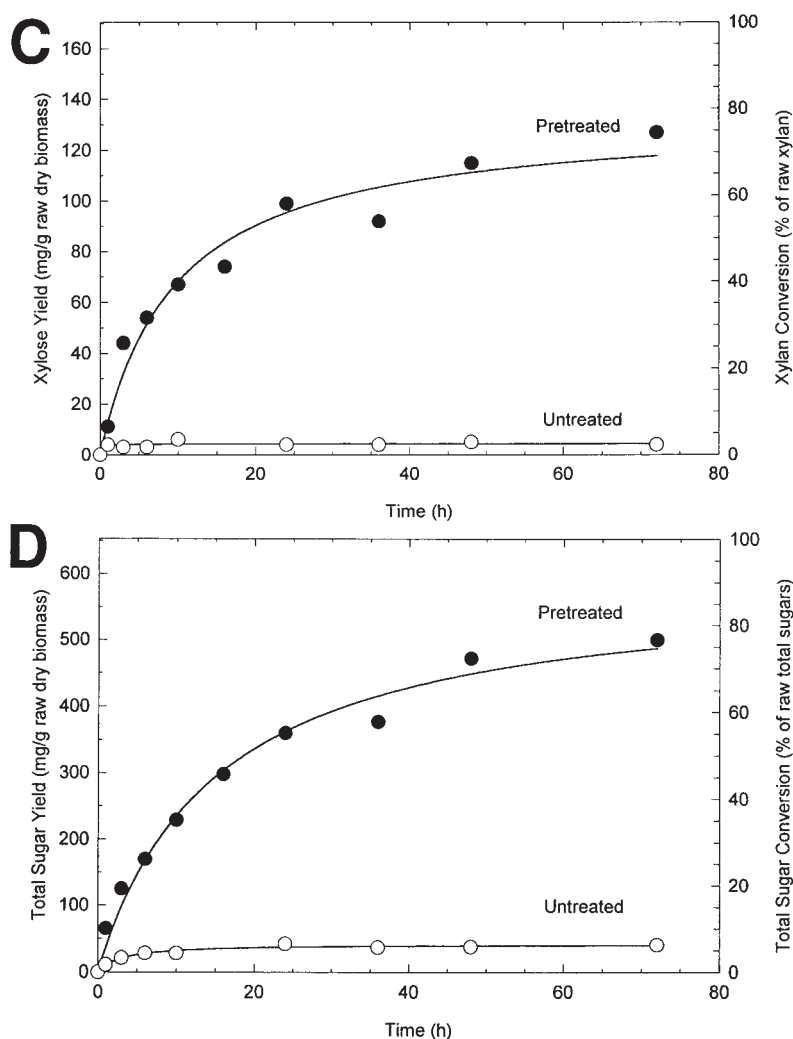 C
160
140
120
100
80
60
40
20
0
Xylose Yield (mg/g raw dry biomass)
100
80
60
40
20
0
Xylan Conversion (% of raw xylan)
Pretreated
Untreated
0 20 40 60 80
Time (h)
D
600
500
400
300
200
100
0
Total Sugar Yield (mg/g raw dry biomass)
100
80
60
40
20
0
Total Sugar Conversion (% of raw total sugars)
Pretreated
Untreated
0 20 40 60 80
Time (h)